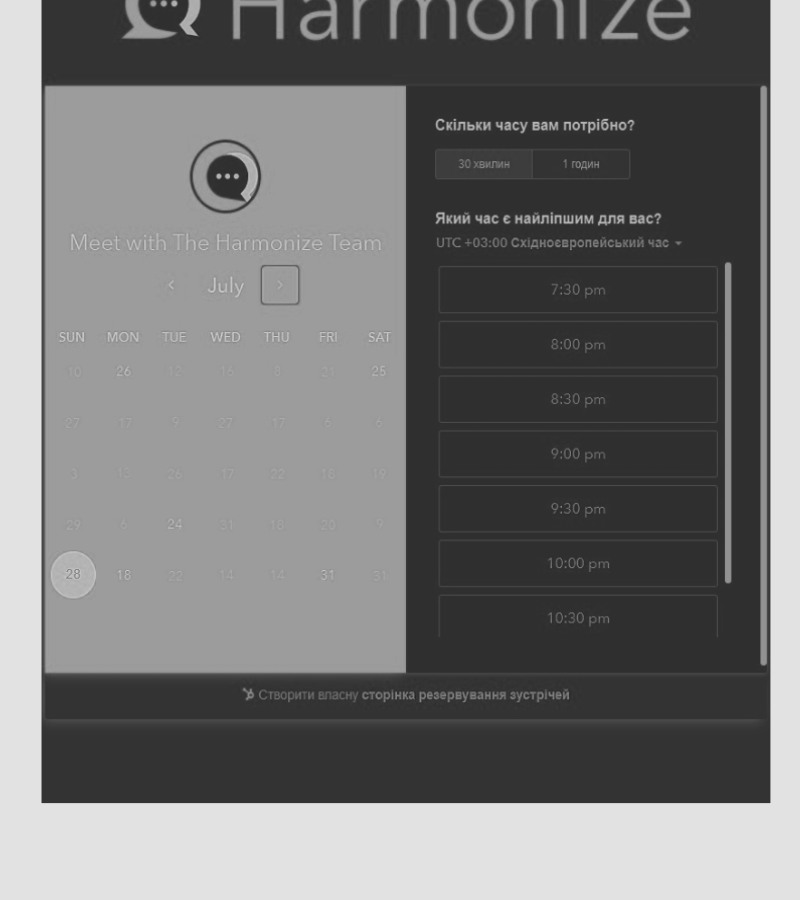 Harmonize
Meet with The Harmonize Team
July
SUN MON TUE WED THU FRI SAT
10 26 12 16 8 21 25
27 17 9 27 17 6 6
3 26 17 22 18 19
29 6 24 31 20 9
28 18 22 14 14 31 31
Скільки часу вам потрібно?
30 хвилин 1 годин
Який час є найліпшим для вас?
UTC +03:00 Східноєвропейський час
7:30 pm
8:00 pm
8:30 pm
9:00 pm
9:30 pm
10:00 pm
10:30 pm
Створити власну сторінка резервування зустрічей